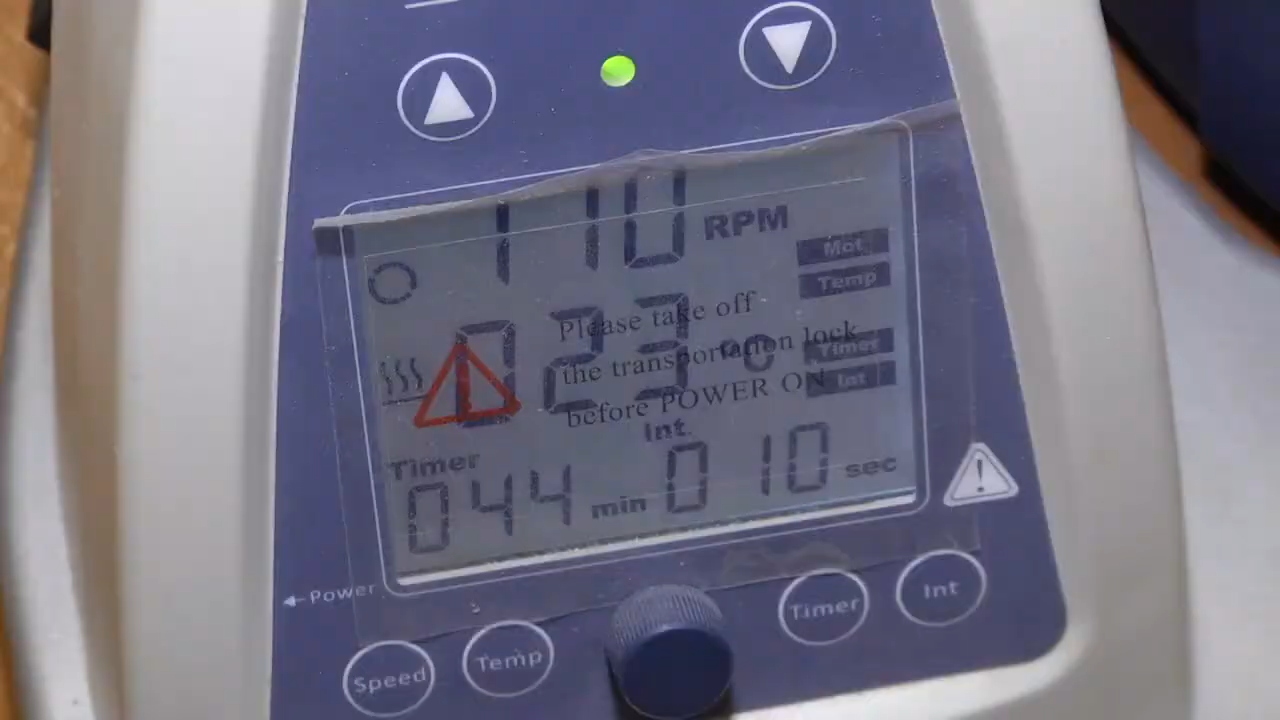 110 RPM
Mot
Temp
Please take off
the transportation lock
before POWER ON
023 °C
Timer
Int
Int.
Timer
044 min 010 sec
Power
Speed
Temp
Timer
Int